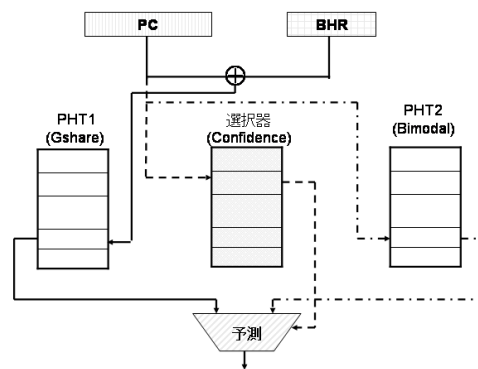 PC
BHR
PHT1
(Gshare)
選択器
(Confidence)
PHT2
(Bimodal)
予測